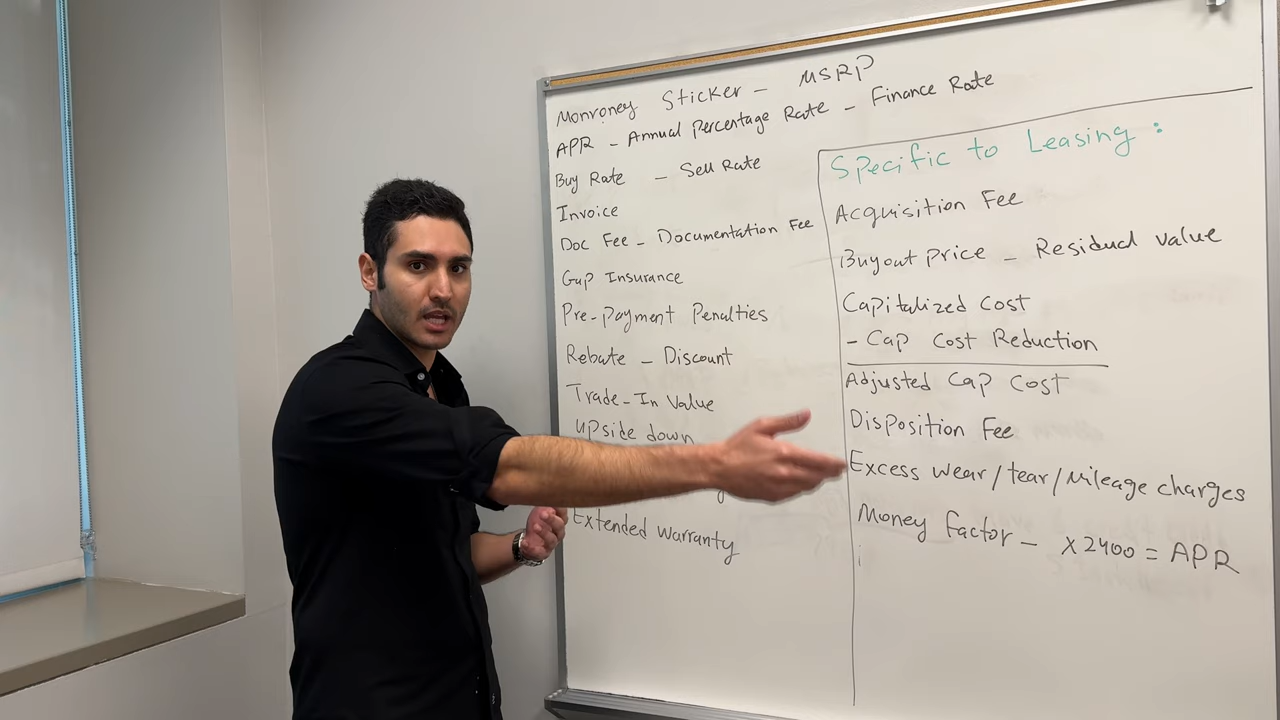 Monroney Sticker - MSRP
APR - Annual Percentage Rate - Finance Rate
Buy Rate - Sell Rate
Invoice
Doc Fee - Documentation Fee
Gap Insurance
Pre-payment Penalties
Rebate - Discount
Trade-In Value
upside down
Extended warranty
Specific to Leasing:
Acquisition Fee
Buyout price - Residual value
Capitalized Cost
- Cap Cost Reduction
Adjusted Cap Cost
Disposition Fee
Excess wear/tear/mileage charges
Money factor - x2400 = APR